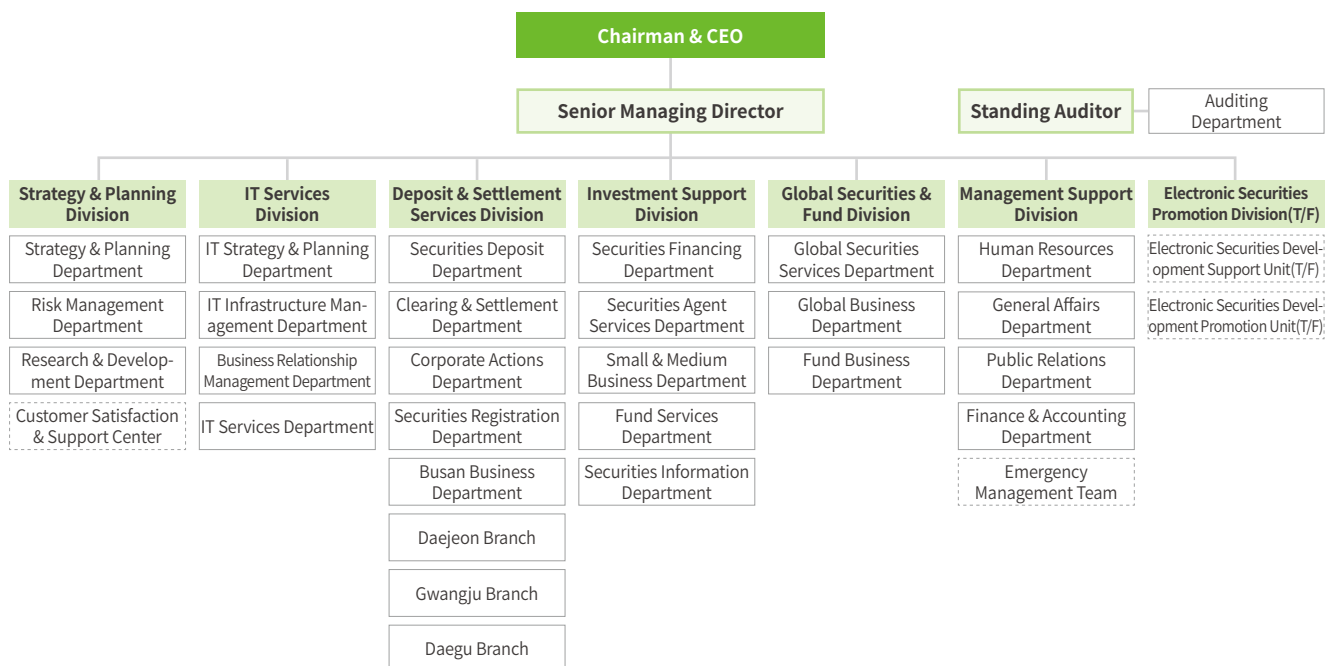 Chairman & CEO
Senior Managing Director
Standing Auditor
Auditing
Department
Strategy & Planning
Division
Strategy & Planning
Department
Risk Management
Department
Research & Develop-
ment Department
Customer Satisfaction
& Support Center
IT Services
Division
IT Strategy & Planning
Department
IT Infrastructure Man-
agement Department
Business Relationship
Management Department
IT Services Department
Deposit & Settlement
Services Division
Securities Deposit
Department
Clearing & Settlement
Department
Corporate Actions
Department
Securities Registration
Department
Busan Business
Department
Daejeon Branch
Gwangju Branch
Daegu Branch
Investment Support
Division
Securities Financing
Department
Securities Agent
Services Department
Small & Medium
Business Department
Fund Services
Department
Securities Information
Department
Global Securities &
Fund Division
Global Securities
Services Department
Global Business
Department
Fund Business
Department
Management Support
Division
Human Resources
Department
General Affairs
Department
Public Relations
Department
Finance & Accounting
Department
Emergency
Management Team
Electronic Securities
Promotion Division(T/F)
Electronic Securities Devel-
opment Support Unit(T/F)
Electronic Securities Devel-
opment Promotion Unit(T/F)